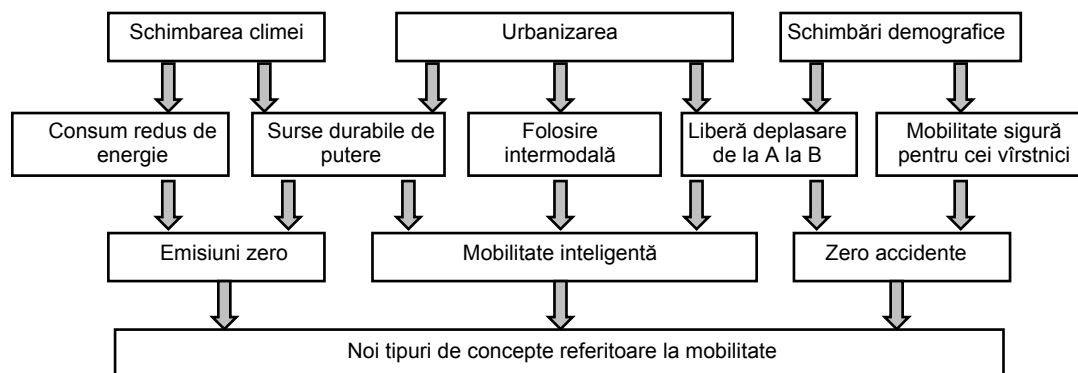 Schimbarea climei
Urbanizarea
Schimbări demografice
Consum redus de
energie
Surse durabile de
putere
Folosire
intermodală
Liberă deplasare
de la A la B
Mobilitate sigură
pentru cei vîrstnici
Emisiuni zero
Mobilitate inteligentă
Zero accidente
Noi tipuri de concepte referitoare la mobilitate